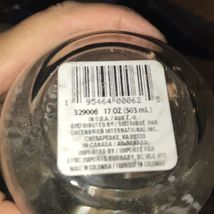 1 95464 00062 5
329006 17 OZ (503 mL)
IN U.S.A. / AUX É.-U.
DISTRIBUTED BY / DISTRIBUÉ PAR
GREENBRIER INTERNATIONAL, INC.
CHESAPEAKE, VA 23320
IN CANADA / AU CANADA
IMPORTED BY / IMPORTÉ PAR
IMPORTS BURNABY, BC V5G 4P3
MADE IN COLOMBIA / FABRIQUÉ EN COLOMBIE